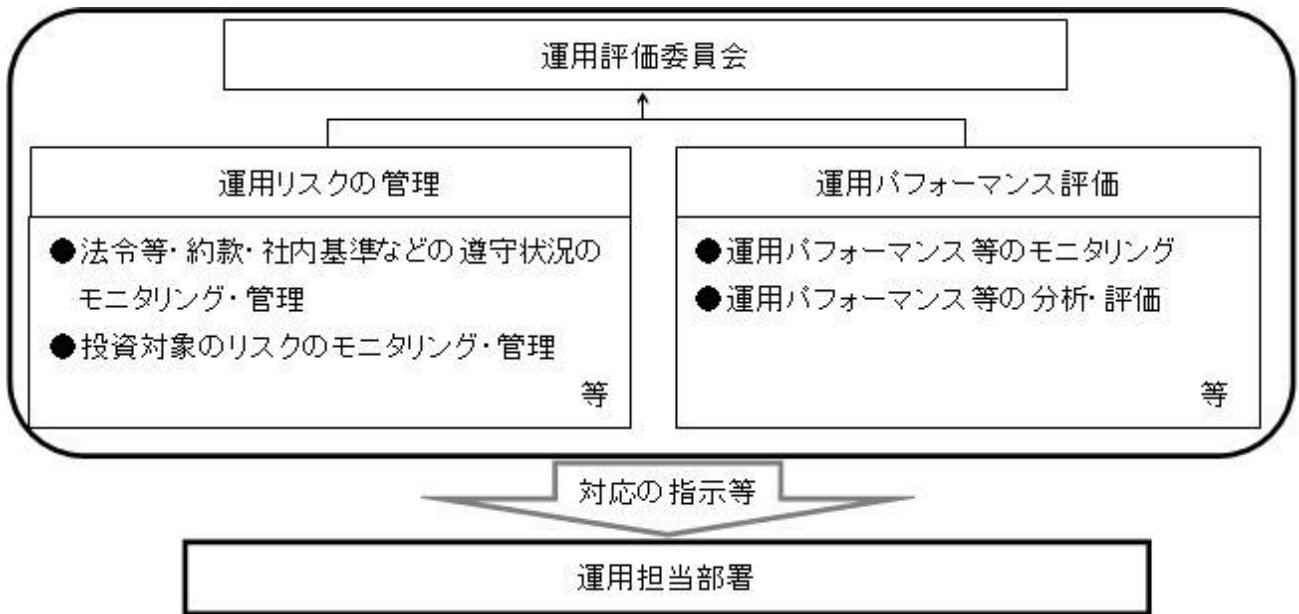 運用評価委員会
運用リスクの管理
●法令等・約款・社内基準などの遵守状況の
モニタリング・管理
●投資対象のリスクのモニタリング・管理
等
運用パフォーマンス評価
●運用パフォーマンス等のモニタリング
●運用パフォーマンス等の分析・評価
等
対応の指示等
運用担当部署